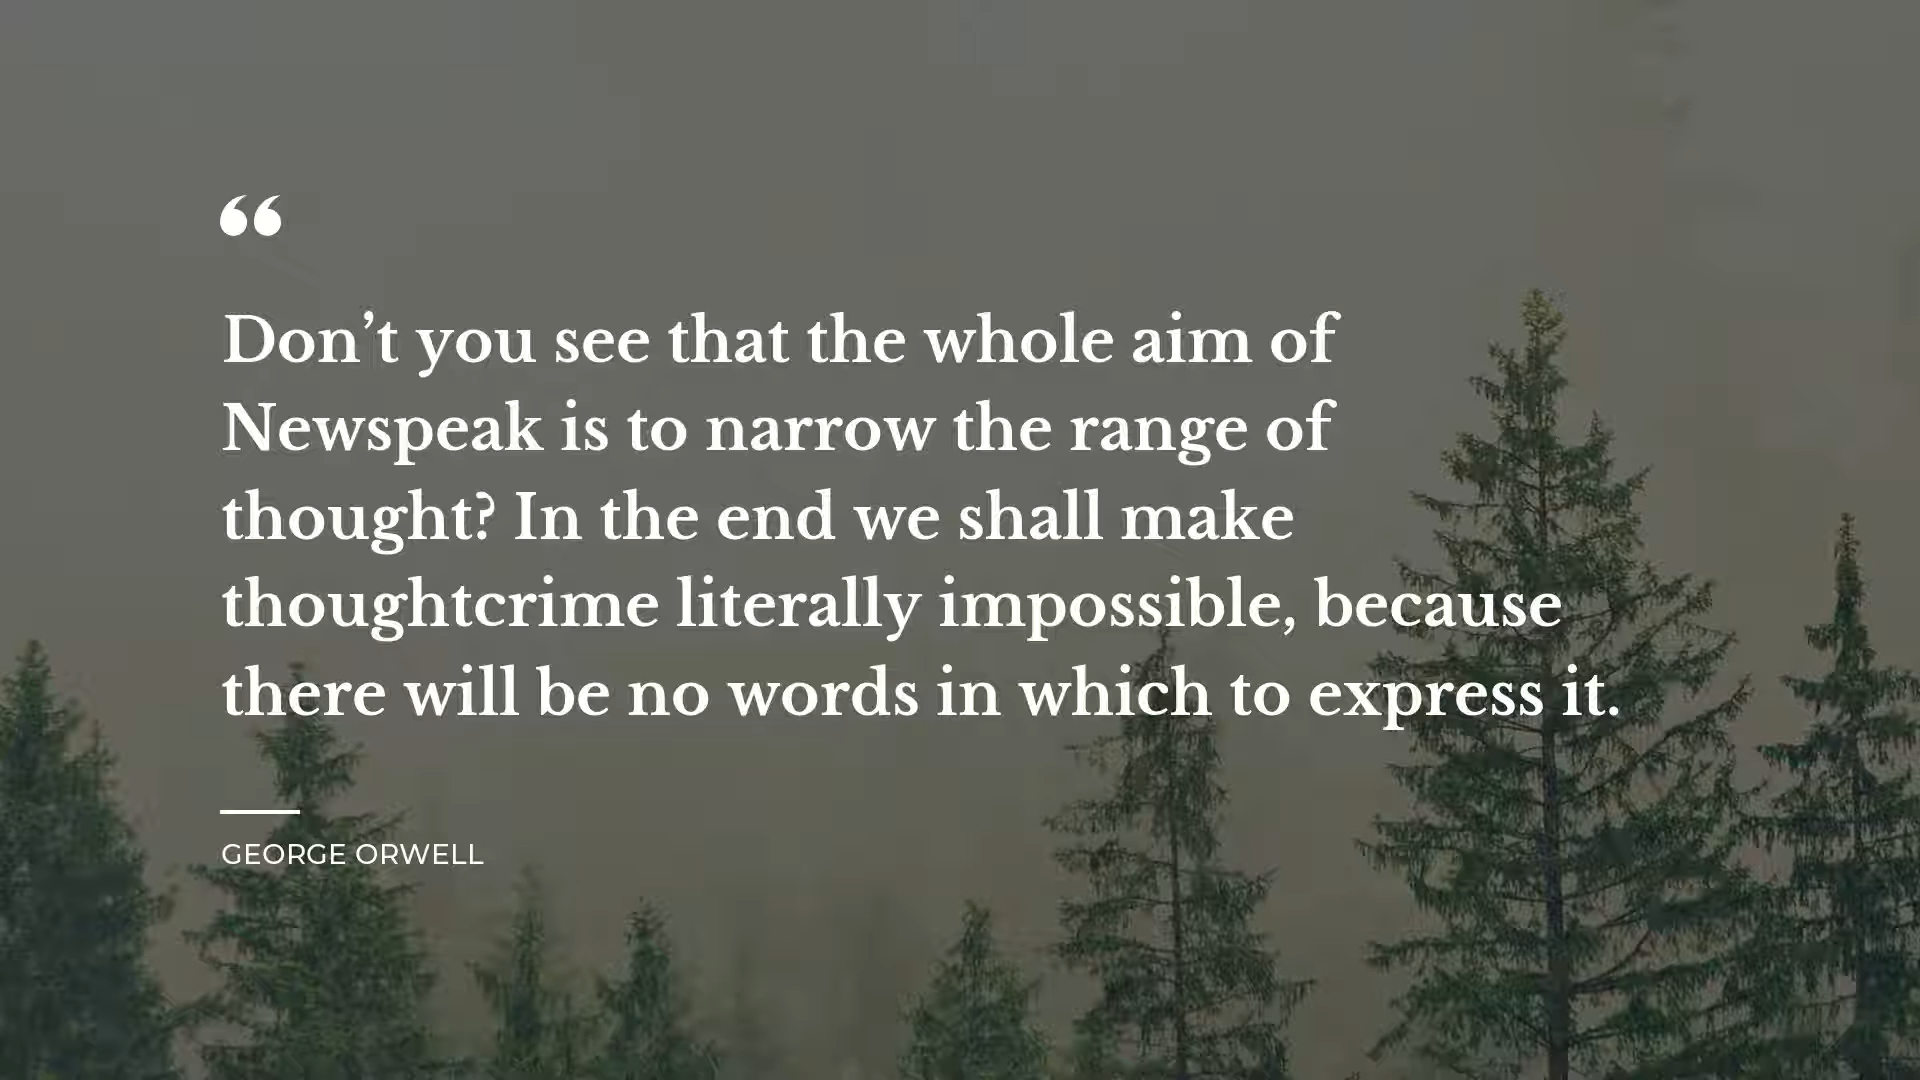 “
Don’t you see that the whole aim of
Newspeak is to narrow the range of
thought? In the end we shall make
thoughtcrime literally impossible, because
there will be no words in which to express it.
GEORGE ORWELL